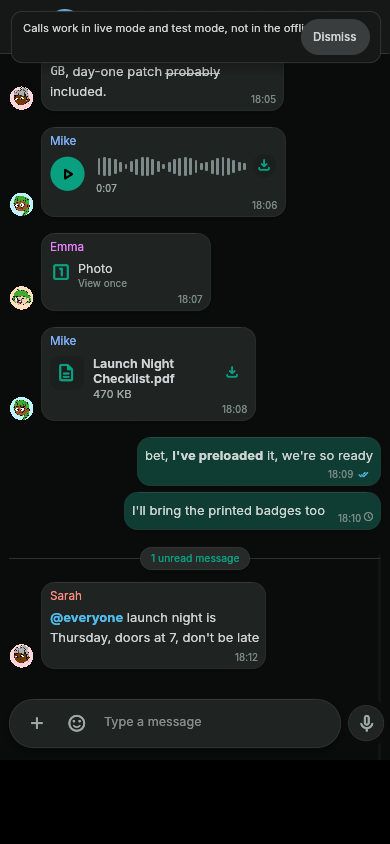 Calls work in live mode and test mode, not in the offli
Dismiss
GB, day-one patch probably
included.
18:05
Mike
0:07
18:06
Emma
1
Photo
View once
18:07
Mike
Launch Night
Checklist.pdf
470 KB
18:08
bet, I've preloaded it, we're so ready
18:09
I'll bring the printed badges too
18:10
1 unread message
Sarah
@everyone launch night is
Thursday, doors at 7, don't be late
18:12
Type a message